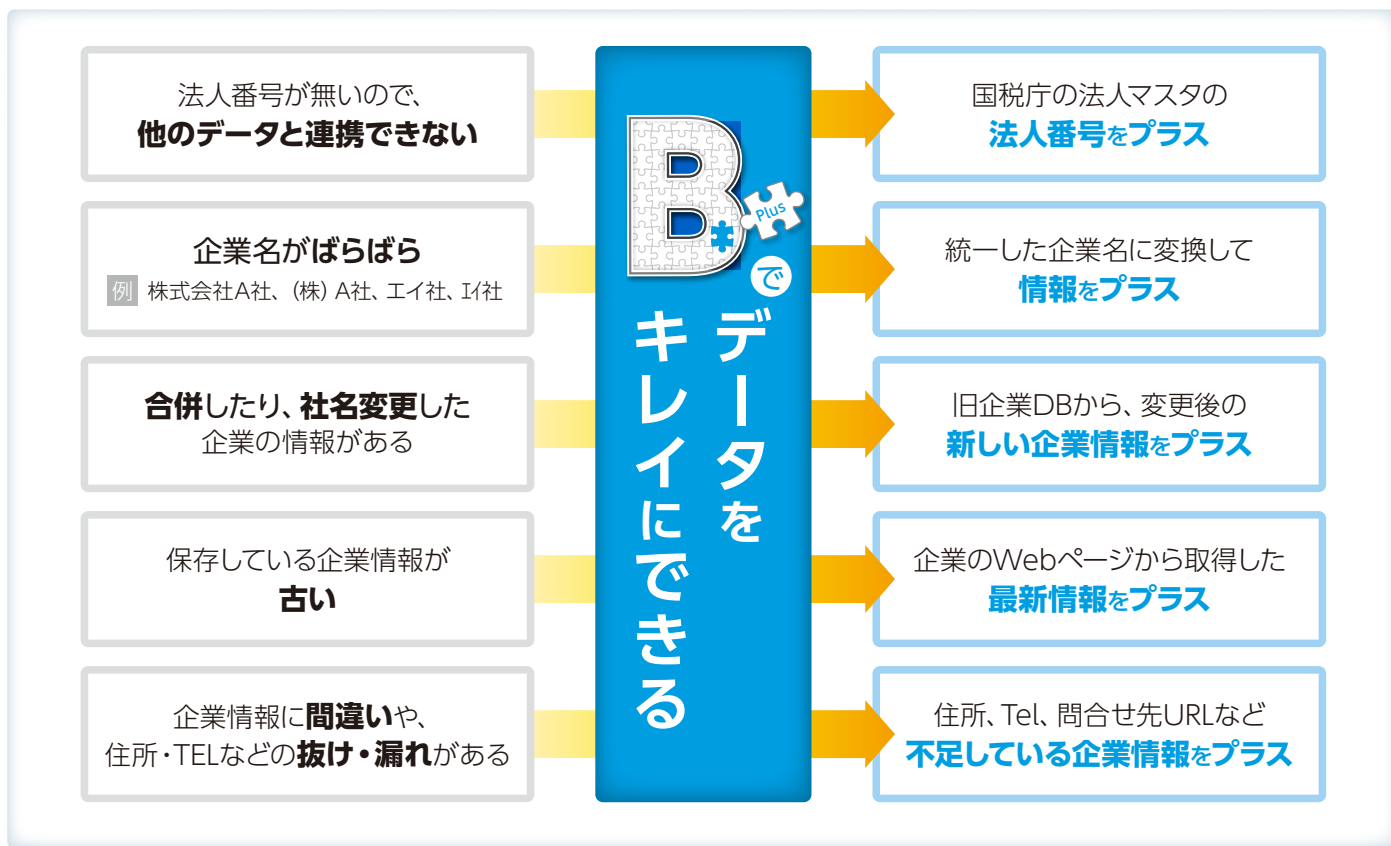 法人番号が無いので、
他のデータと連携できない
企業名がばらばら
例 株式会社A社、(株) A社、エイ社、ｴｲ社
合併したり、社名変更した
企業の情報がある
保存している企業情報が
古い
企業情報に間違いや、
住所・TELなどの抜け・漏れがある
B
Plus
で
データを
キレイにできる
国税庁の法人マスタの
法人番号をプラス
統一した企業名に変換して
情報をプラス
旧企業DBから、変更後の
新しい企業情報をプラス
企業のWebページから取得した
最新情報をプラス
住所、Tel、問合せ先URLなど
不足している企業情報をプラス